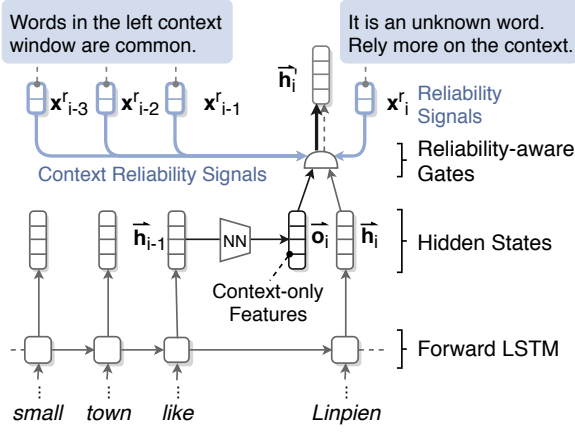 Words in the left context
window are common.
It is an unknown word.
Rely more on the context.
h′i
xʳi-3
xʳi-2
xʳi-1
xʳi
Reliability
Signals
Context Reliability Signals
Reliability-aware
Gates
hi-1
NN
oi
hi
Hidden States
Context-only
Features
Forward LSTM
small
town
like
Linpien